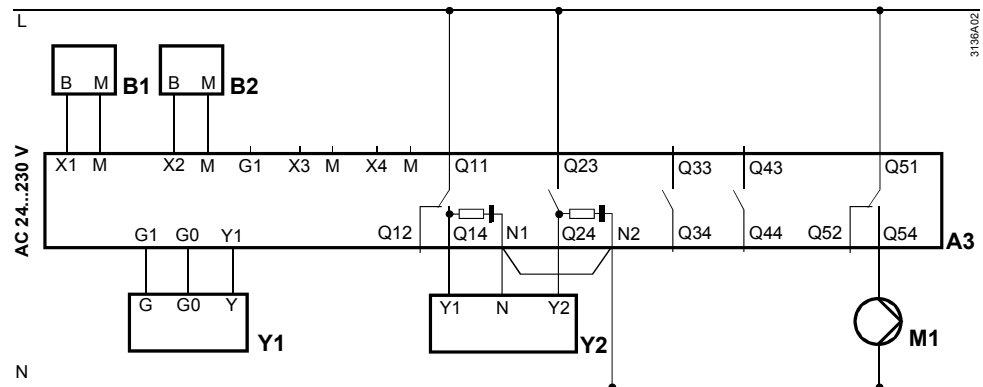 L
3136A02
B M B1
B M B2
AC 24...230 V
X1 M X2 M G1 X3 M X4 M Q11 Q23 Q33 Q43 Q51
G1 G0 Y1 Q12 Q14 N1 Q24 N2 Q34 Q44 Q52 Q54
A3
G G0 Y Y1
Y1 N Y2 Y2
M1
N